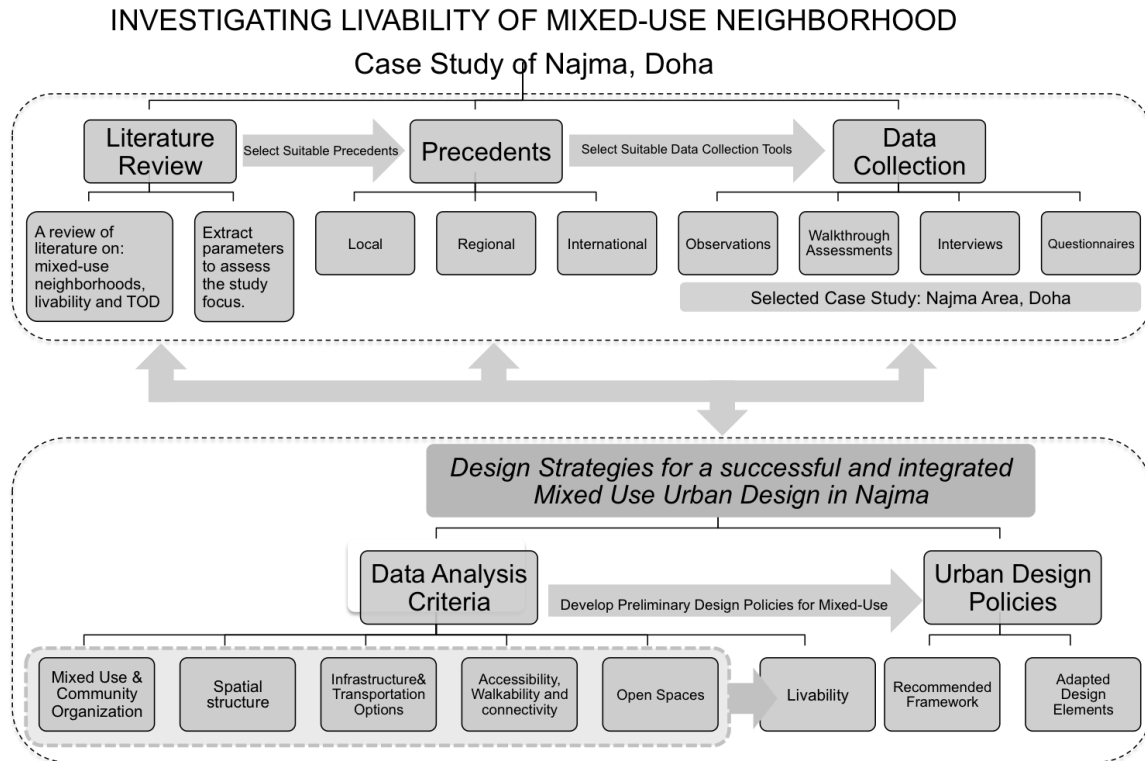 INVESTIGATING LIVABILITY OF MIXED-USE NEIGHBORHOOD
Case Study of Najma, Doha
Literature
Review
Select Suitable Precedents
Precedents
Select Suitable Data Collection Tools
Data
Collection
A review of
literature on:
mixed-use
neighborhoods,
livability and TOD
Extract
parameters
to assess
the study
focus.
Local
Regional
International
Observations
Walkthrough
Assessments
Interviews
Questionnaires
Selected Case Study: Najma Area, Doha
Design Strategies for a successful and integrated
Mixed Use Urban Design in Najma
Data Analysis
Criteria
Develop Preliminary Design Policies for Mixed-Use
Urban Design
Policies
Mixed Use &
Community
Organization
Spatial
structure
Infrastructure&
Transportation
Options
Accessibility,
Walkability and
connectivity
Open Spaces
Livability
Recommended
Framework
Adapted
Design
Elements